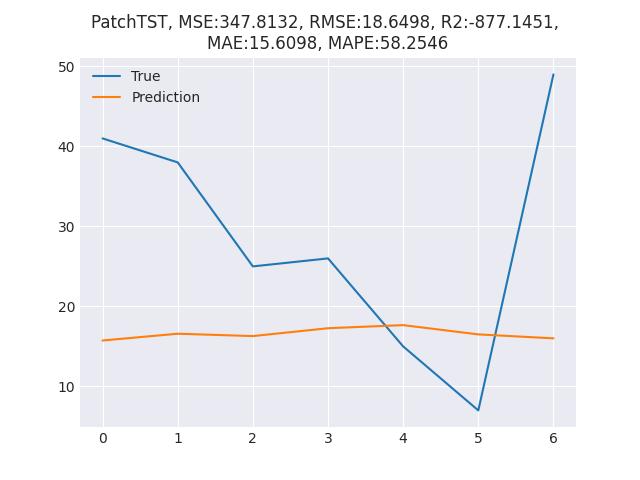 PatchTST, MSE:347.8132, RMSE:18.6498, R2:-877.1451,
MAE:15.6098, MAPE:58.2546
True
Prediction
50
40
30
20
10
0 1 2 3 4 5 6